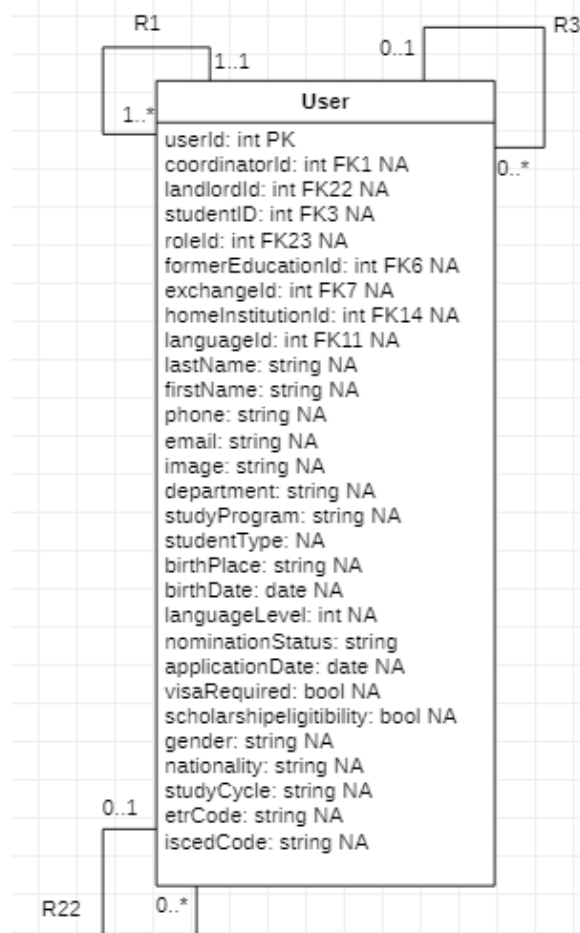 R1
R3
0..1
1..1
User
1..*
userId: int PK
coordinatorId: int FK1 NA
0..*
landlordId: int FK22 NA
studentID: int FK3 NA
roleId: int FK23 NA
formerEducationId: int FK6 NA
exchangeId: int FK7 NA
homeInstitutionId: int FK14 NA
languageId: int FK11 NA
lastName: string NA
firstName: string NA
phone: string NA
email: string NA
image: string NA
department: string NA
studyProgram: string NA
studentType: NA
birthPlace: string NA
birthDate: date NA
languageLevel: int NA
nominationStatus: string
applicationDate: date NA
visaRequired: bool NA
scholarshipeligitibility: bool NA
gender: string NA
nationality: string NA
studyCycle: string NA
0..1
etrCode: string NA
iscedCode: string NA
R22
0..*